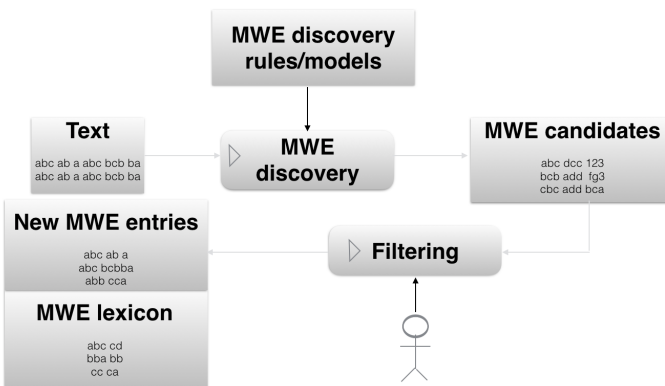 MWE discovery
rules/models
Text
abc ab a abc bcb ba
abc ab a abc bcb ba
MWE
discovery
MWE candidates
abc dcc 123
bcb add fg3
cbc add bca
New MWE entries
abc ab a
abc bcbba
abb cca
Filtering
MWE lexicon
abc cd
bba bb
cc ca